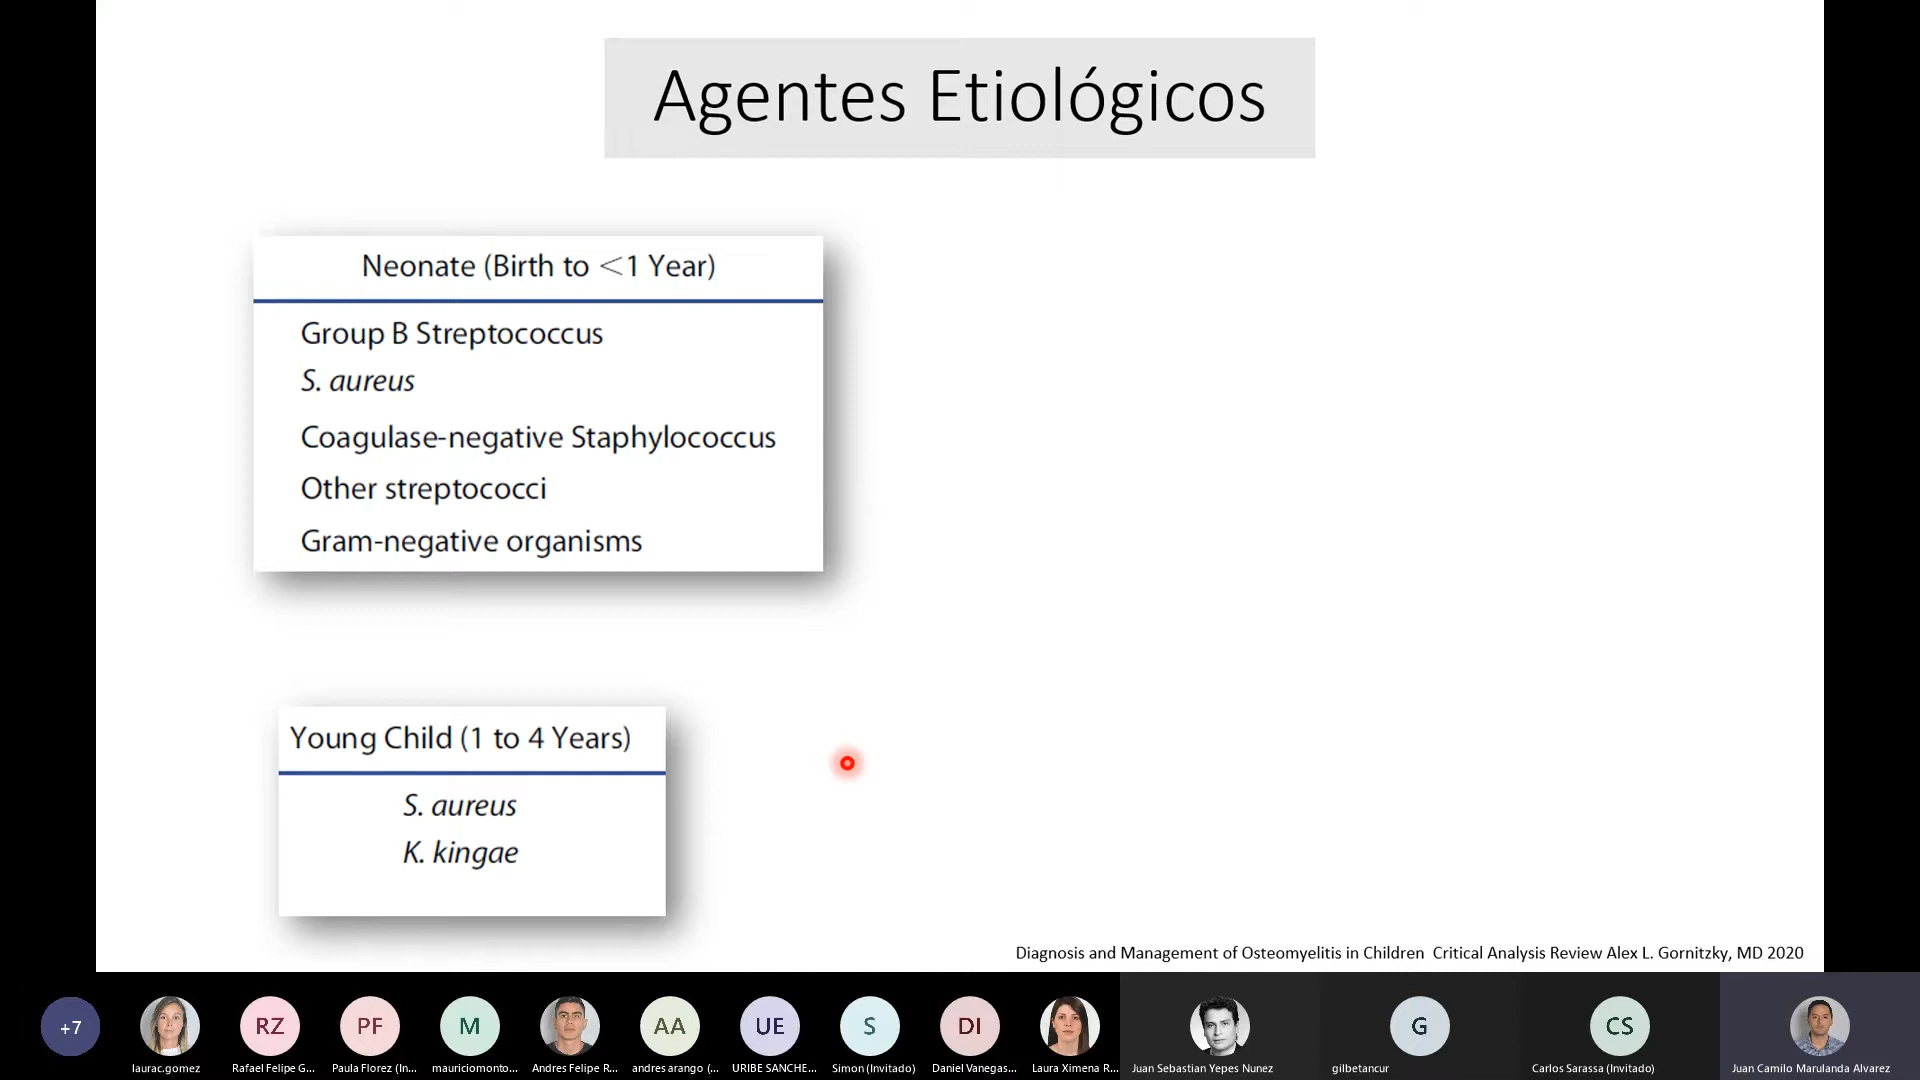 Agentes Etiológicos
Neonate (Birth to <1 Year)
Group B Streptococcus
S. aureus
Coagulase-negative Staphylococcus
Other streptococci
Gram-negative organisms
Young Child (1 to 4 Years)
S. aureus
K. kingae
Diagnosis and Management of Osteomyelitis in Children Critical Analysis Review Alex L. Gornitzky, MD 2020
+7
RZ
PF
M
AA
UE
S
DI
G
CS
laurac.gomez
Rafael Felipe G...
Paula Florez (In...
mauriciomonto...
Andres Felipe R...
andres arango (...
URIBE SANCHE...
Simon (Invitado)
Daniel Vanegas...
Laura Ximena R...
Juan Sebastian Yepes Nunez
gilbetancur
Carlos Sarassa (Invitado)
Juan Camilo Marulanda Alvarez